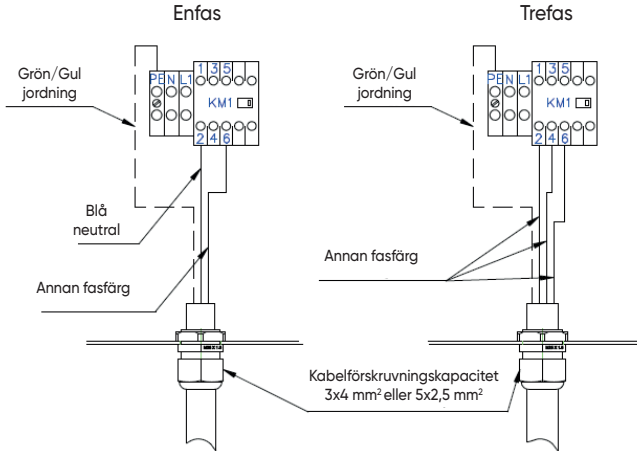 Enfas
Trefas
Grön/Gul
jordning
PE N L1
1 3 5
KM1
2 4 6
Blå
neutral
Annan fasfärg
Grön/Gul
jordning
PE N L1
1 3 5
KM1
2 4 6
Annan fasfärg
Kabelförskruvningskapacitet
3x4 mm² eller 5x2,5 mm²